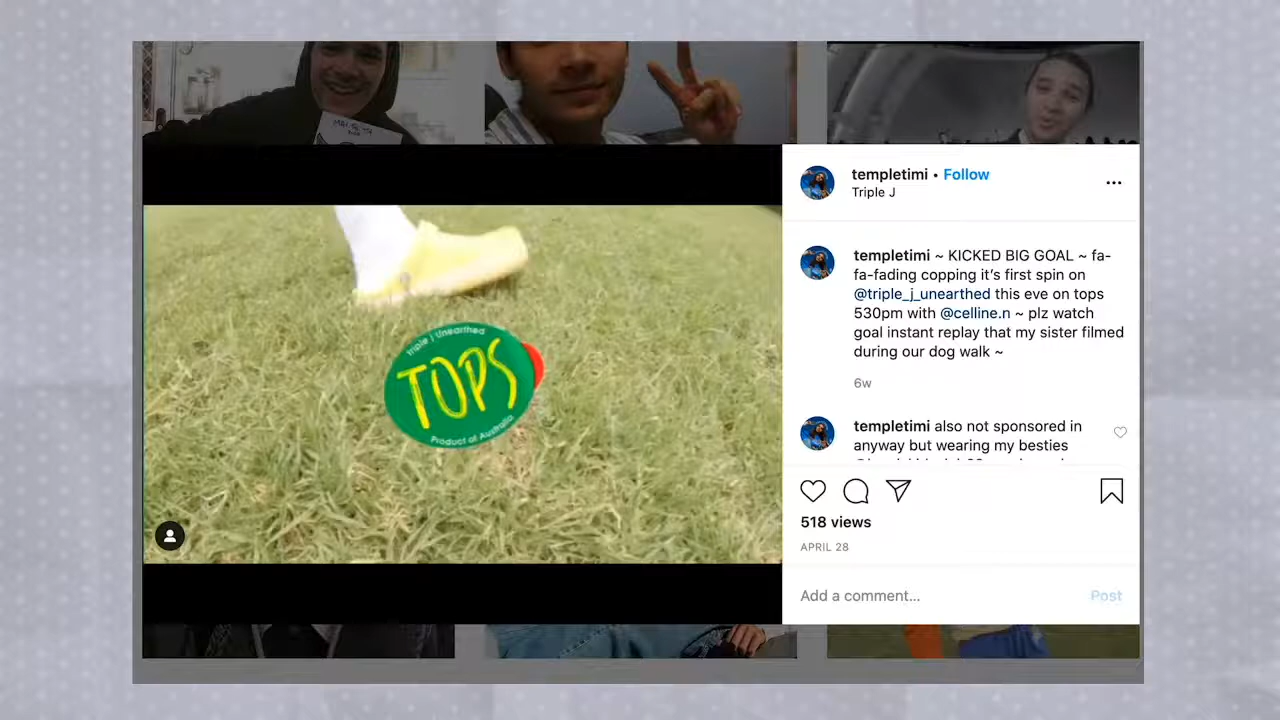 templetimi • Follow
Triple J
templetimi ~ KICKED BIG GOAL ~ fa-
fa-fading copping it’s first spin on
@triple_j_unearthed this eve on tops
530pm with @celline.n ~ plz watch
goal instant replay that my sister filmed
during our dog walk ~
6w
templetimi also not sponsored in
anyway but wearing my besties
triple j Unearthed
TOPS
Product of Australia
518 views
APRIL 28
Add a comment...
Post